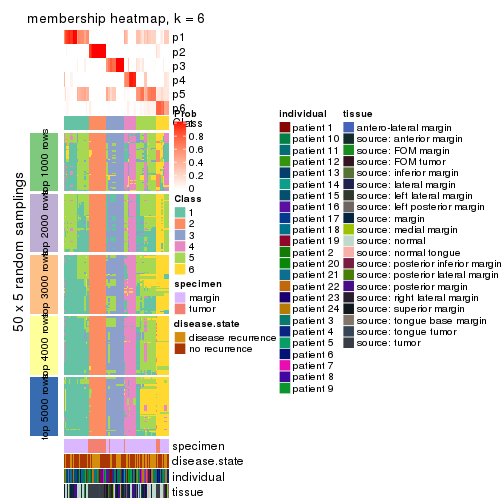 membership heatmap, k = 6
p1
p2
p3
p4
p5
p6
Prob
1
0.8
0.6
0.4
0.2
0
Class
Class
1
2
3
4
5
6
specimen
margin
tumor
disease.state
disease recurrence
no recurrence
50 x 5 random samplings
top 1000 rows
top 2000 rows
top 3000 rows
top 4000 rows
top 5000 rows
specimen
disease.state
individual
tissue
individual
patient 1
patient 10
patient 11
patient 12
patient 13
patient 14
patient 15
patient 16
patient 17
patient 18
patient 19
patient 2
patient 20
patient 21
patient 22
patient 23
patient 24
patient 3
patient 4
patient 5
patient 6
patient 7
patient 8
patient 9
tissue
antero-lateral margin
source: anterior margin
source: FOM margin
source: FOM tumor
source: inferior margin
source: lateral margin
source: left lateral margin
source: left posterior margin
source: margin
source: medial margin
source: normal
source: normal tongue
source: posterior inferior margin
source: posterior lateral margin
source: posterior margin
source: right lateral margin
source: superior margin
source: tongue base margin
source: tongue tumor
source: tumor